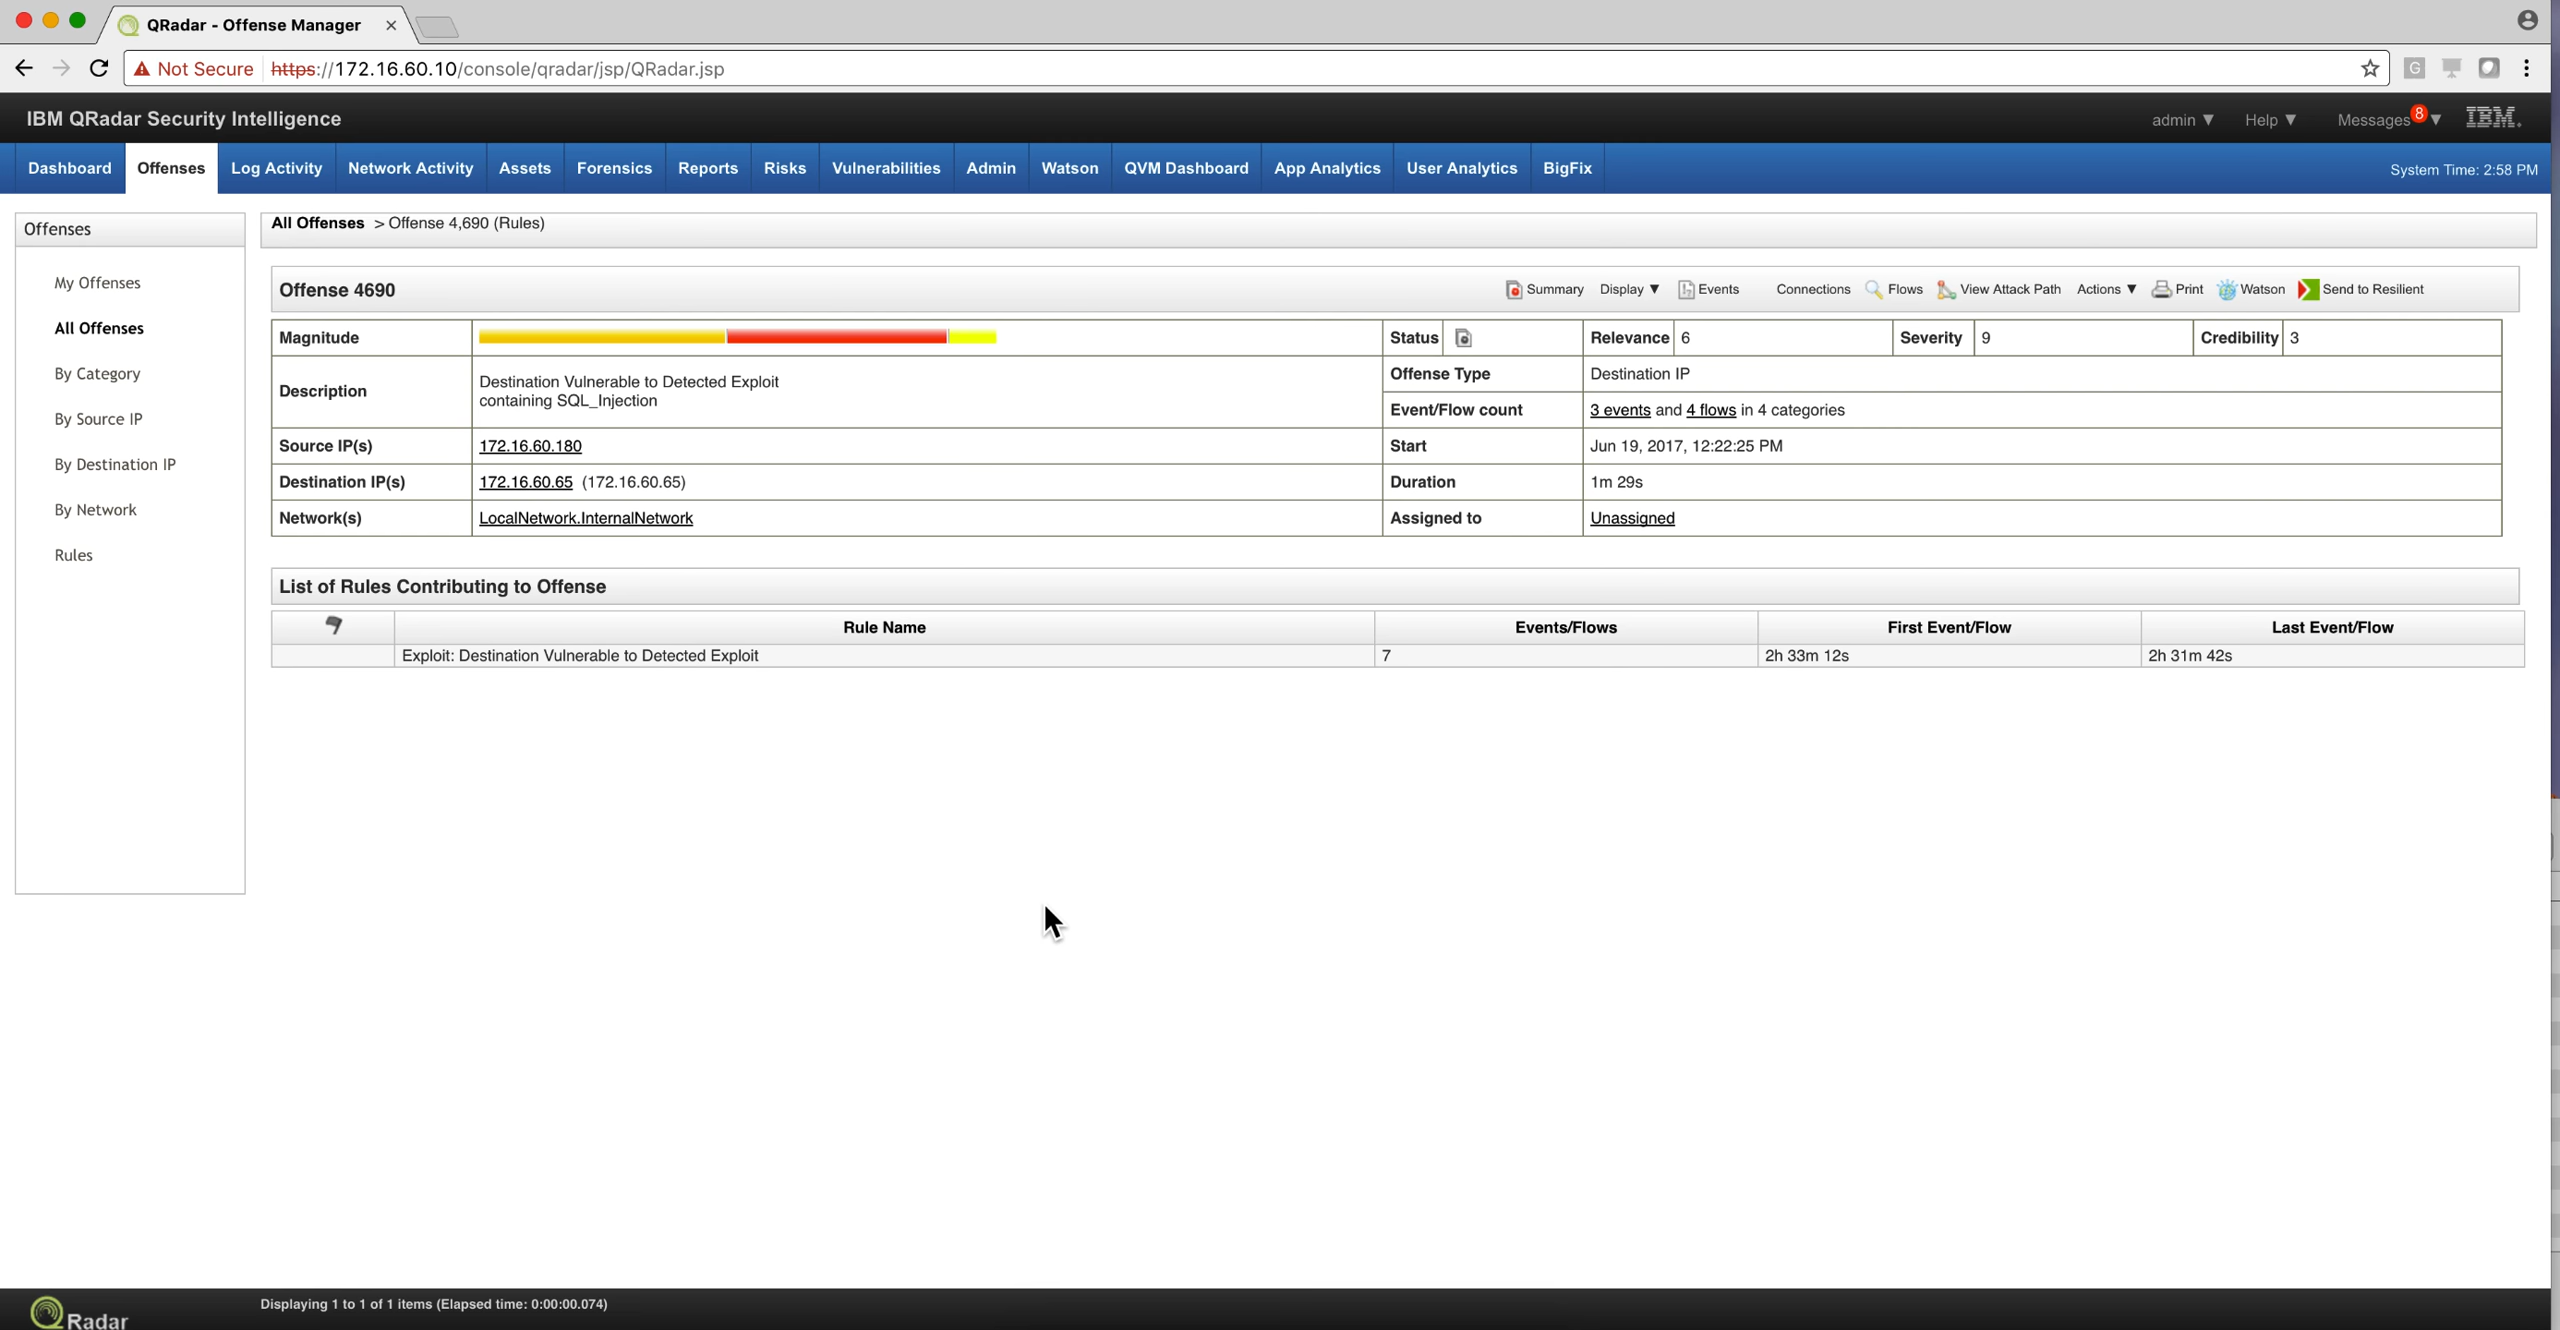 QRadar - Offense Manager
Not Secure https://172.16.60.10/console/qradar/jsp/QRadar.jsp
IBM QRadar Security Intelligence admin Help Messages 8 IBM.
Dashboard Offenses Log Activity Network Activity Assets Forensics Reports Risks Vulnerabilities Admin Watson QVM Dashboard App Analytics User Analytics BigFix System Time: 2:58 PM
Offenses
My Offenses
All Offenses
By Category
By Source IP
By Destination IP
By Network
Rules
All Offenses > Offense 4,690 (Rules)
Offense 4690 Summary Display Events Connections Flows View Attack Path Actions Print Watson Send to Resilient
Magnitude Status Relevance 6 Severity 9 Credibility 3
Description Destination Vulnerable to Detected Exploit
containing SQL_Injection
Offense Type Destination IP
Event/Flow count 3 events and 4 flows in 4 categories
Source IP(s) 172.16.60.180 Start Jun 19, 2017, 12:22:25 PM
Destination IP(s) 172.16.60.65 (172.16.60.65) Duration 1m 29s
Network(s) LocalNetwork.InternalNetwork Assigned to Unassigned
List of Rules Contributing to Offense
Rule Name Events/Flows First Event/Flow Last Event/Flow
Exploit: Destination Vulnerable to Detected Exploit 7 2h 33m 12s 2h 31m 42s
Displaying 1 to 1 of 1 items (Elapsed time: 0:00:00.074)
QRadar